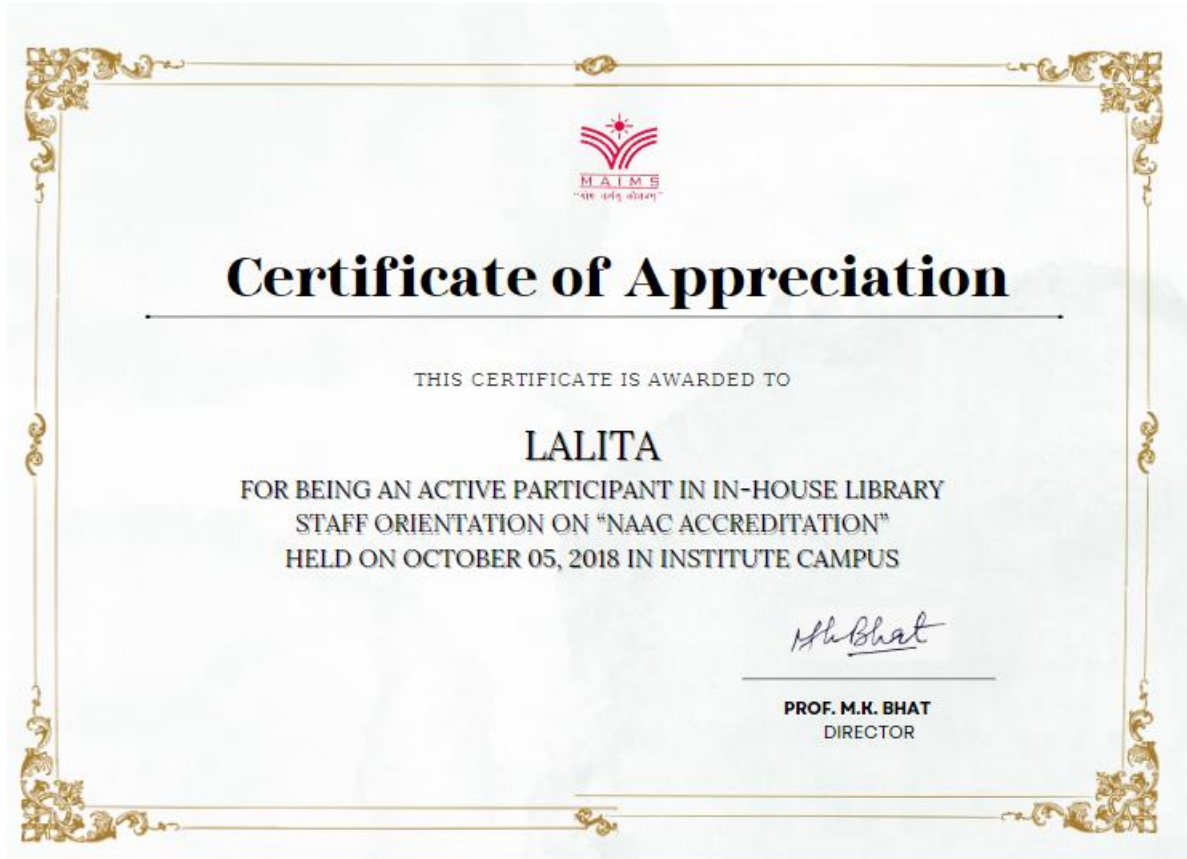 MAIMS
Certificate of Appreciation
THIS CERTIFICATE IS AWARDED TO
LALITA
FOR BEING AN ACTIVE PARTICIPANT IN IN-HOUSE LIBRARY
STAFF ORIENTATION ON “NAAC ACCREDITATION”
HELD ON OCTOBER 05, 2018 IN INSTITUTE CAMPUS
MKBhat
PROF. M.K. BHAT
DIRECTOR